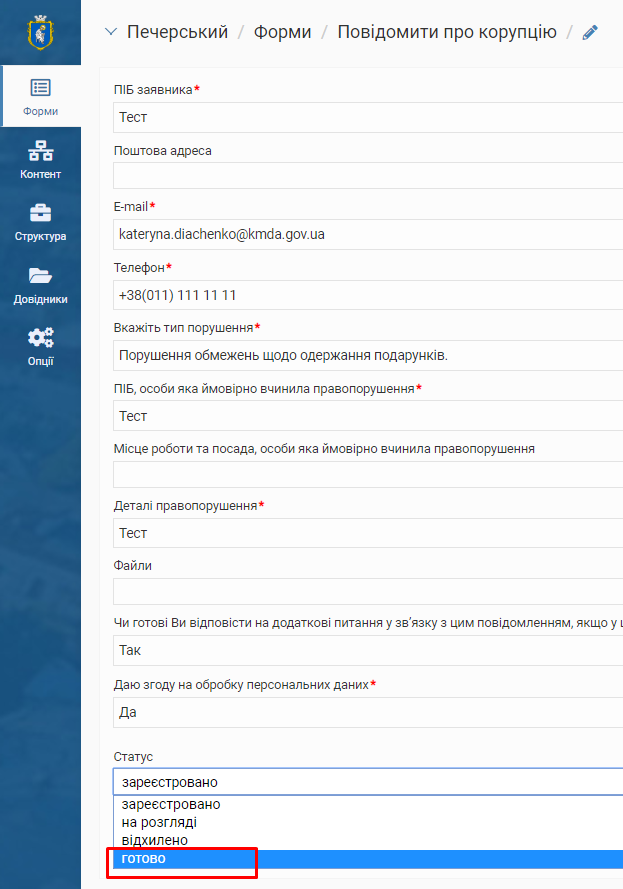 Печерський / Форми / Повідомити про корупцію /
Форми
Контент
Структура
Довідники
Опції
ПІБ заявника*
Тест
Поштова адреса
E-mail*
kateryna.diachenko@kmda.gov.ua
Телефон*
+38(011) 111 11 11
Вкажіть тип порушення*
Порушення обмежень щодо одержання подарунків.
ПІБ, особи яка ймовірно вчинила правопорушення*
Тест
Місце роботи та посада, особи яка ймовірно вчинила правопорушення
Деталі правопорушення*
Тест
Файли
Чи готові Ви відповісти на додаткові питання у зв’язку з цим повідомленням, якщо у
Так
Даю згоду на обробку персональних даних*
Да
Статус
зареєстровано
зареєстровано
на розгляді
відхилено
ГОТОВО